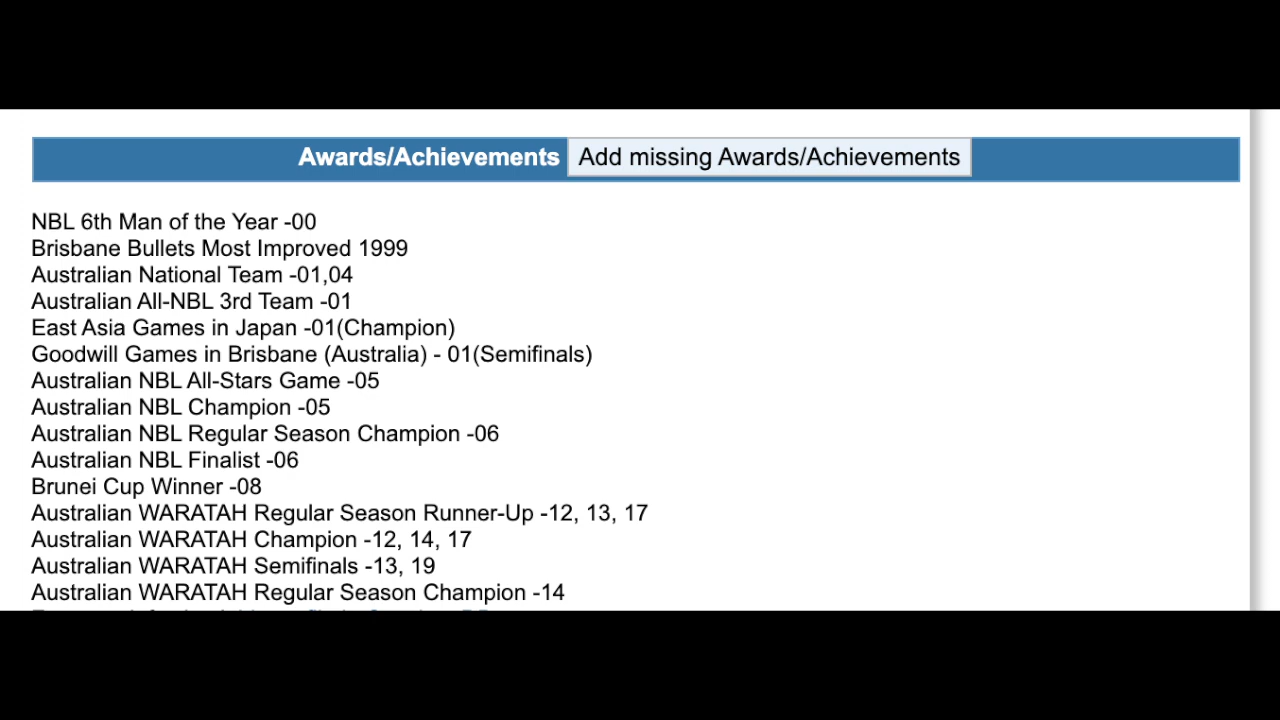 Awards/Achievements Add missing Awards/Achievements
NBL 6th Man of the Year -00
Brisbane Bullets Most Improved 1999
Australian National Team -01,04
Australian All-NBL 3rd Team -01
East Asia Games in Japan -01(Champion)
Goodwill Games in Brisbane (Australia) - 01(Semifinals)
Australian NBL All-Stars Game -05
Australian NBL Champion -05
Australian NBL Regular Season Champion -06
Australian NBL Finalist -06
Brunei Cup Winner -08
Australian WARATAH Regular Season Runner-Up -12, 13, 17
Australian WARATAH Champion -12, 14, 17
Australian WARATAH Semifinals -13, 19
Australian WARATAH Regular Season Champion -14